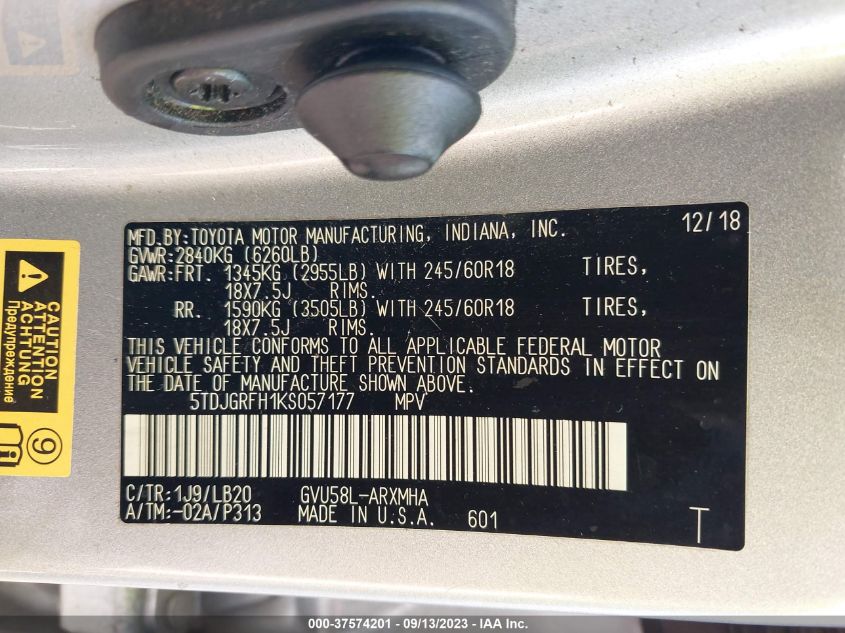 MFD. BY: TOYOTA MOTOR MANUFACTURING, INDIANA, INC. 12/18
GVWR: 2840KG (6260LB)
GAWR: FRT. 1345KG (2955LB) WITH 245/60R18 TIRES,
18X7.5J RIMS.
RR. 1590KG (3505LB) WITH 245/60R18 TIRES,
18X7.5J RIMS.
THIS VEHICLE CONFORMS TO ALL APPLICABLE FEDERAL MOTOR
VEHICLE SAFETY AND THEFT PREVENTION STANDARDS IN EFFECT ON
THE DATE OF MANUFACTURE SHOWN ABOVE.
5TDJGRFH1KS057177 MPV
C/TR: 1J9/LB20 GVU58L-ARXMHA
A/TM: -02A/P313 MADE IN U.S.A. 601 T
CAUTION
ATTENTION
ACHTUNG
Предупреждение
9
000-37574201 - 09/13/2023 - IAA Inc.